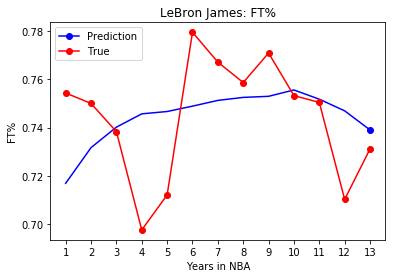 LeBron James: FT%
Prediction
True
0.78
0.76
0.74
0.72
0.70
FT%
1 2 3 4 5 6 7 8 9 10 11 12 13
Years in NBA